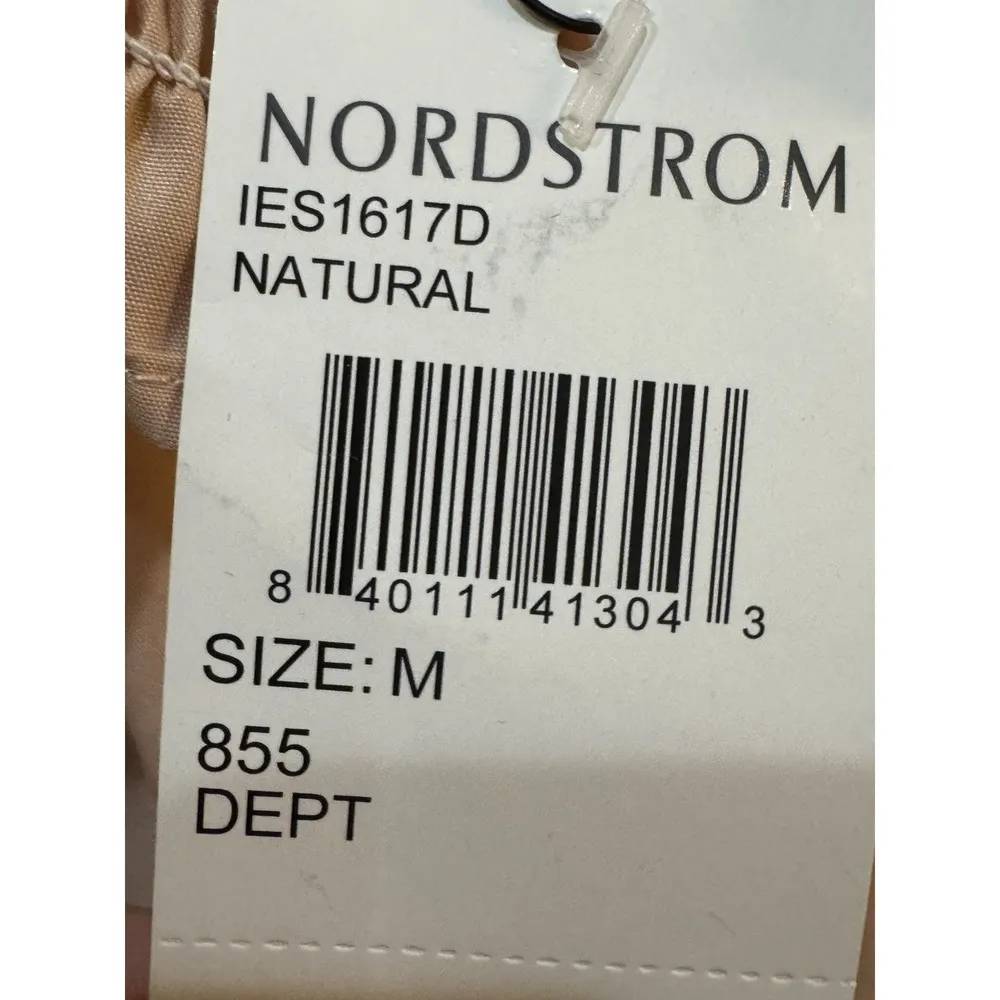 NORDSTROM
IES1617D
NATURAL
8 40111 41304 3
SIZE: M
855
DEPT